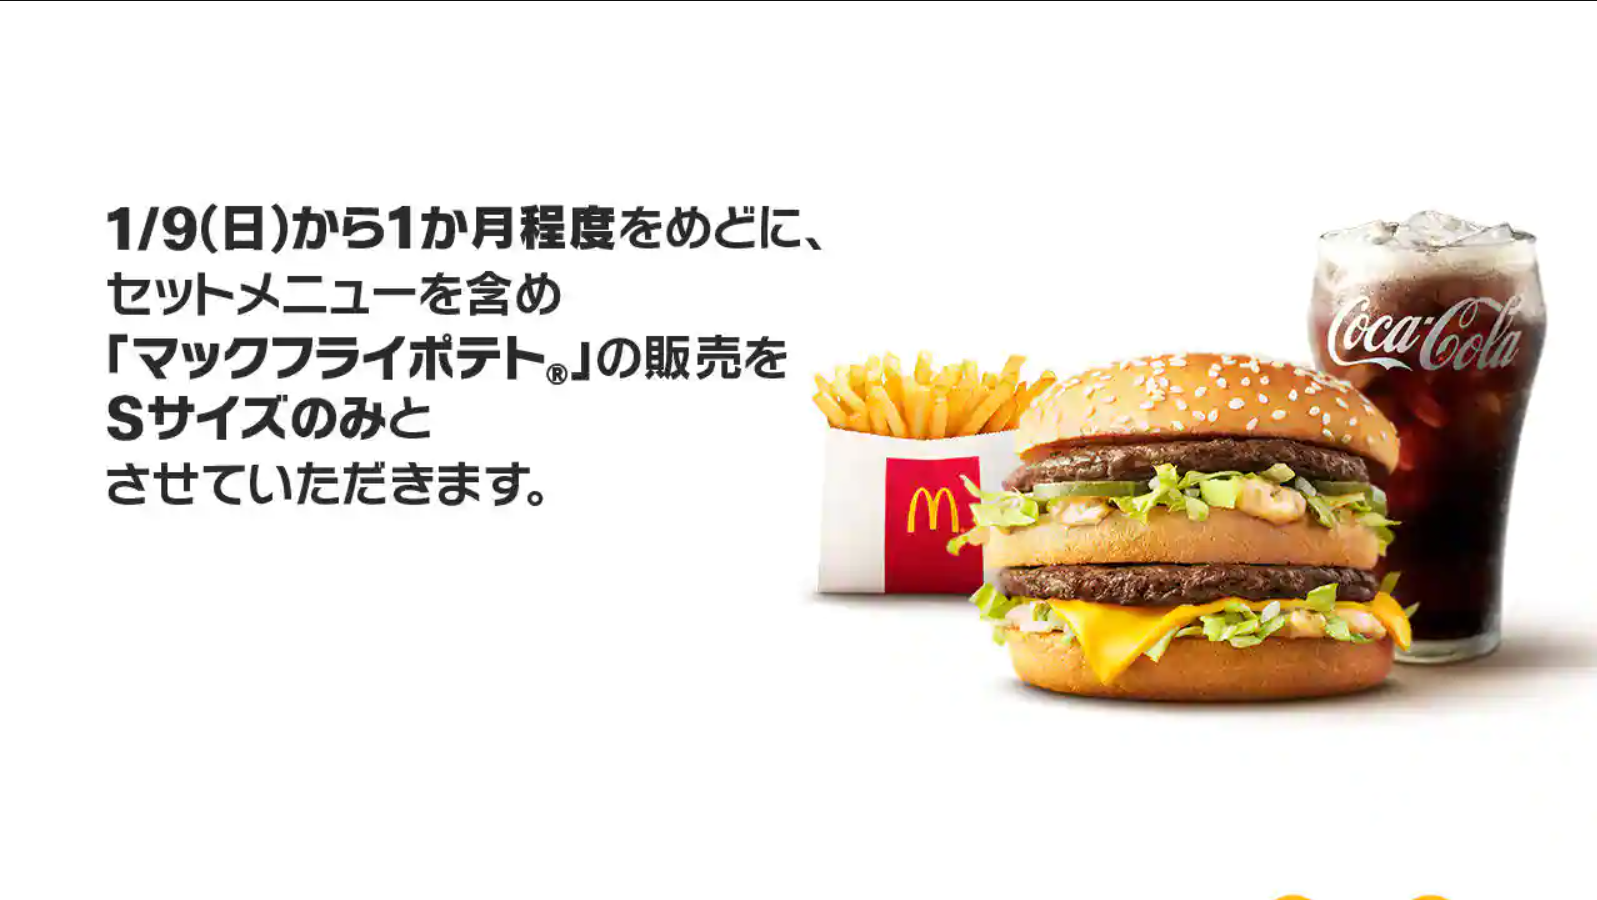 1/9(日)から1か月程度をめどに、
セットメニューを含め
「マックフライポテト®」の販売を
Sサイズのみと
させていただきます。
Coca-Cola